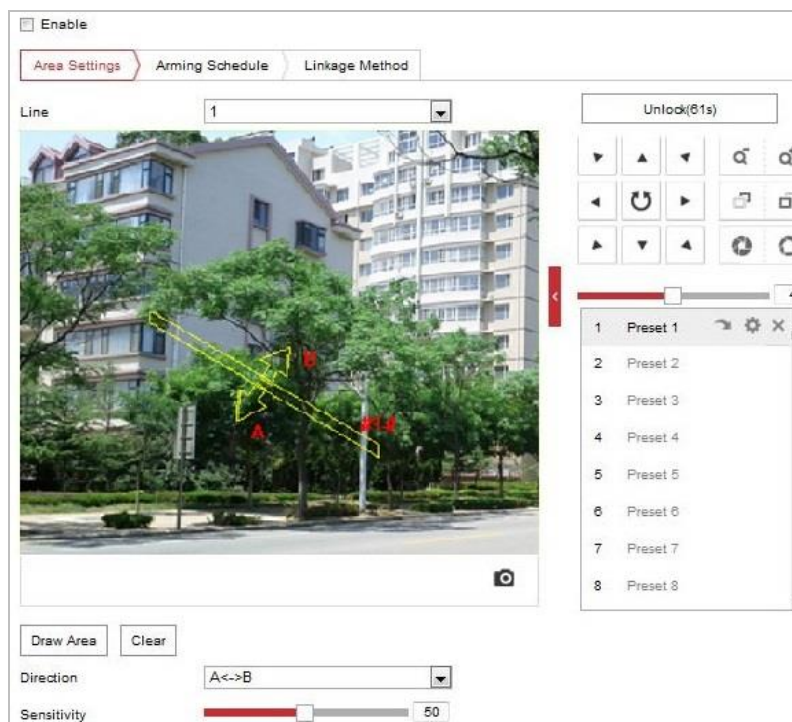 Enable
Area Settings
Arming Schedule
Linkage Method
Line
1
Unlock(61s)
B
A
4
1 Preset 1
2 Preset 2
3 Preset 3
4 Preset 4
5 Preset 5
6 Preset 6
7 Preset 7
8 Preset 8
Draw Area
Clear
Direction
A<->B
Sensitivity
50